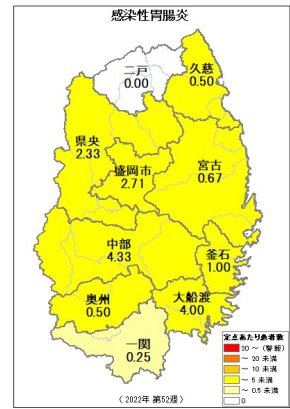 感染性胃腸炎
二戸
0.00
久慈
0.50
県央
2.33
盛岡市
2.71
宮古
0.67
中部
4.33
釜石
1.00
奥州
0.50
大船渡
4.00
一関
0.25
定点あたり患者数
20 ~ (警報)
~ 20 未満
~ 10 未満
~ 5 未満
~ 0.5 未満
0
( 2022年 第52週 )